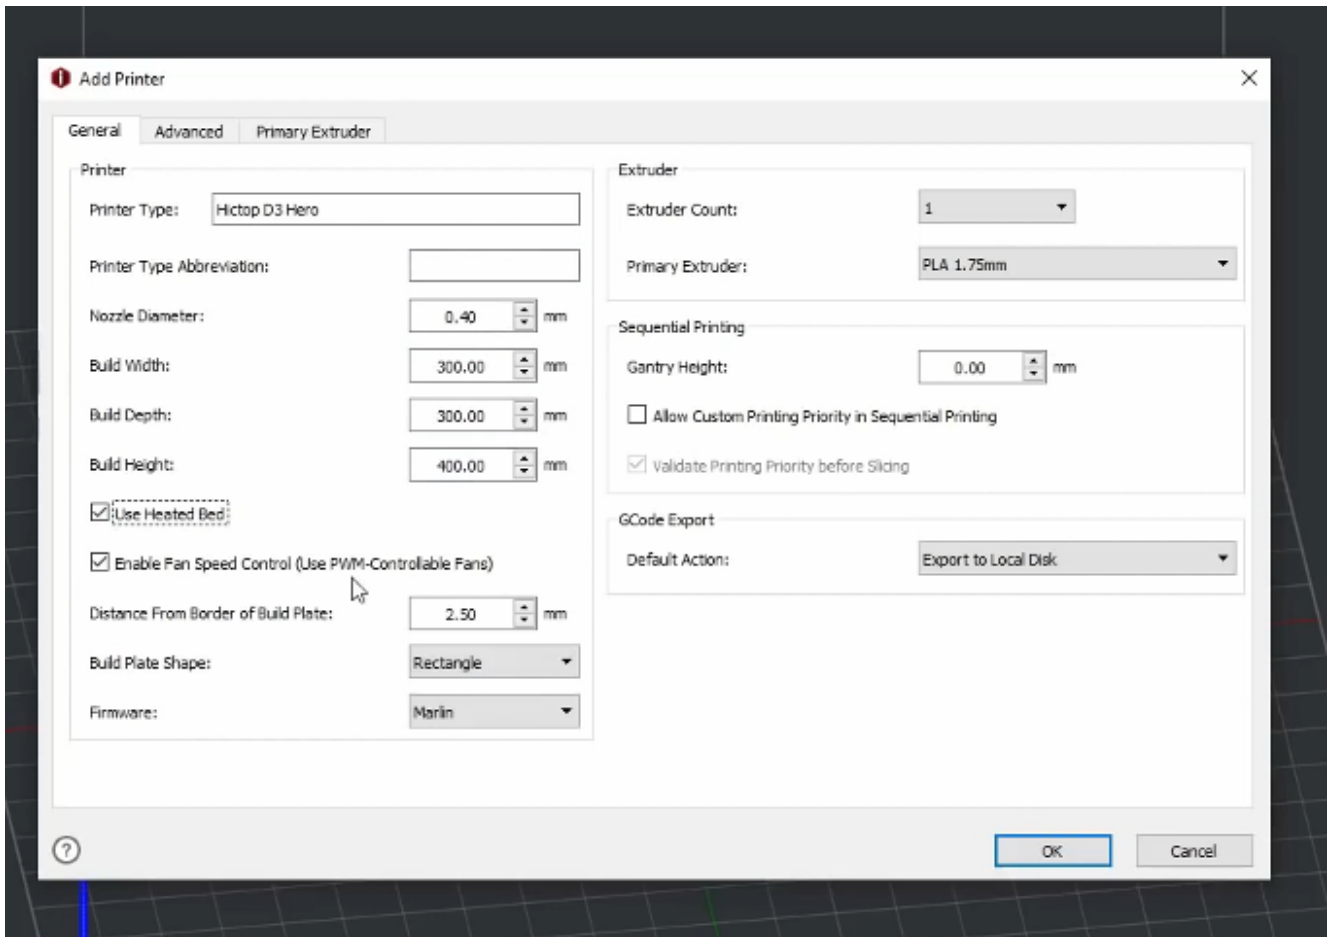 Add Printer
General Advanced Primary Extruder
Printer
Printer Type: Hictop D3 Hero
Printer Type Abbreviation:
Nozzle Diameter: 0.40 mm
Build Width: 300.00 mm
Build Depth: 300.00 mm
Build Height: 400.00 mm
Use Heated Bed
Enable Fan Speed Control (Use PWM-Controllable Fans)
Distance From Border of Build Plate: 2.50 mm
Build Plate Shape: Rectangle
Firmware: Marlin
Extruder
Extruder Count: 1
Primary Extruder: PLA 1.75mm
Sequential Printing
Gantry Height: 0.00 mm
Allow Custom Printing Priority in Sequential Printing
Validate Printing Priority before Slicing
GCode Export
Default Action: Export to Local Disk
? OK Cancel